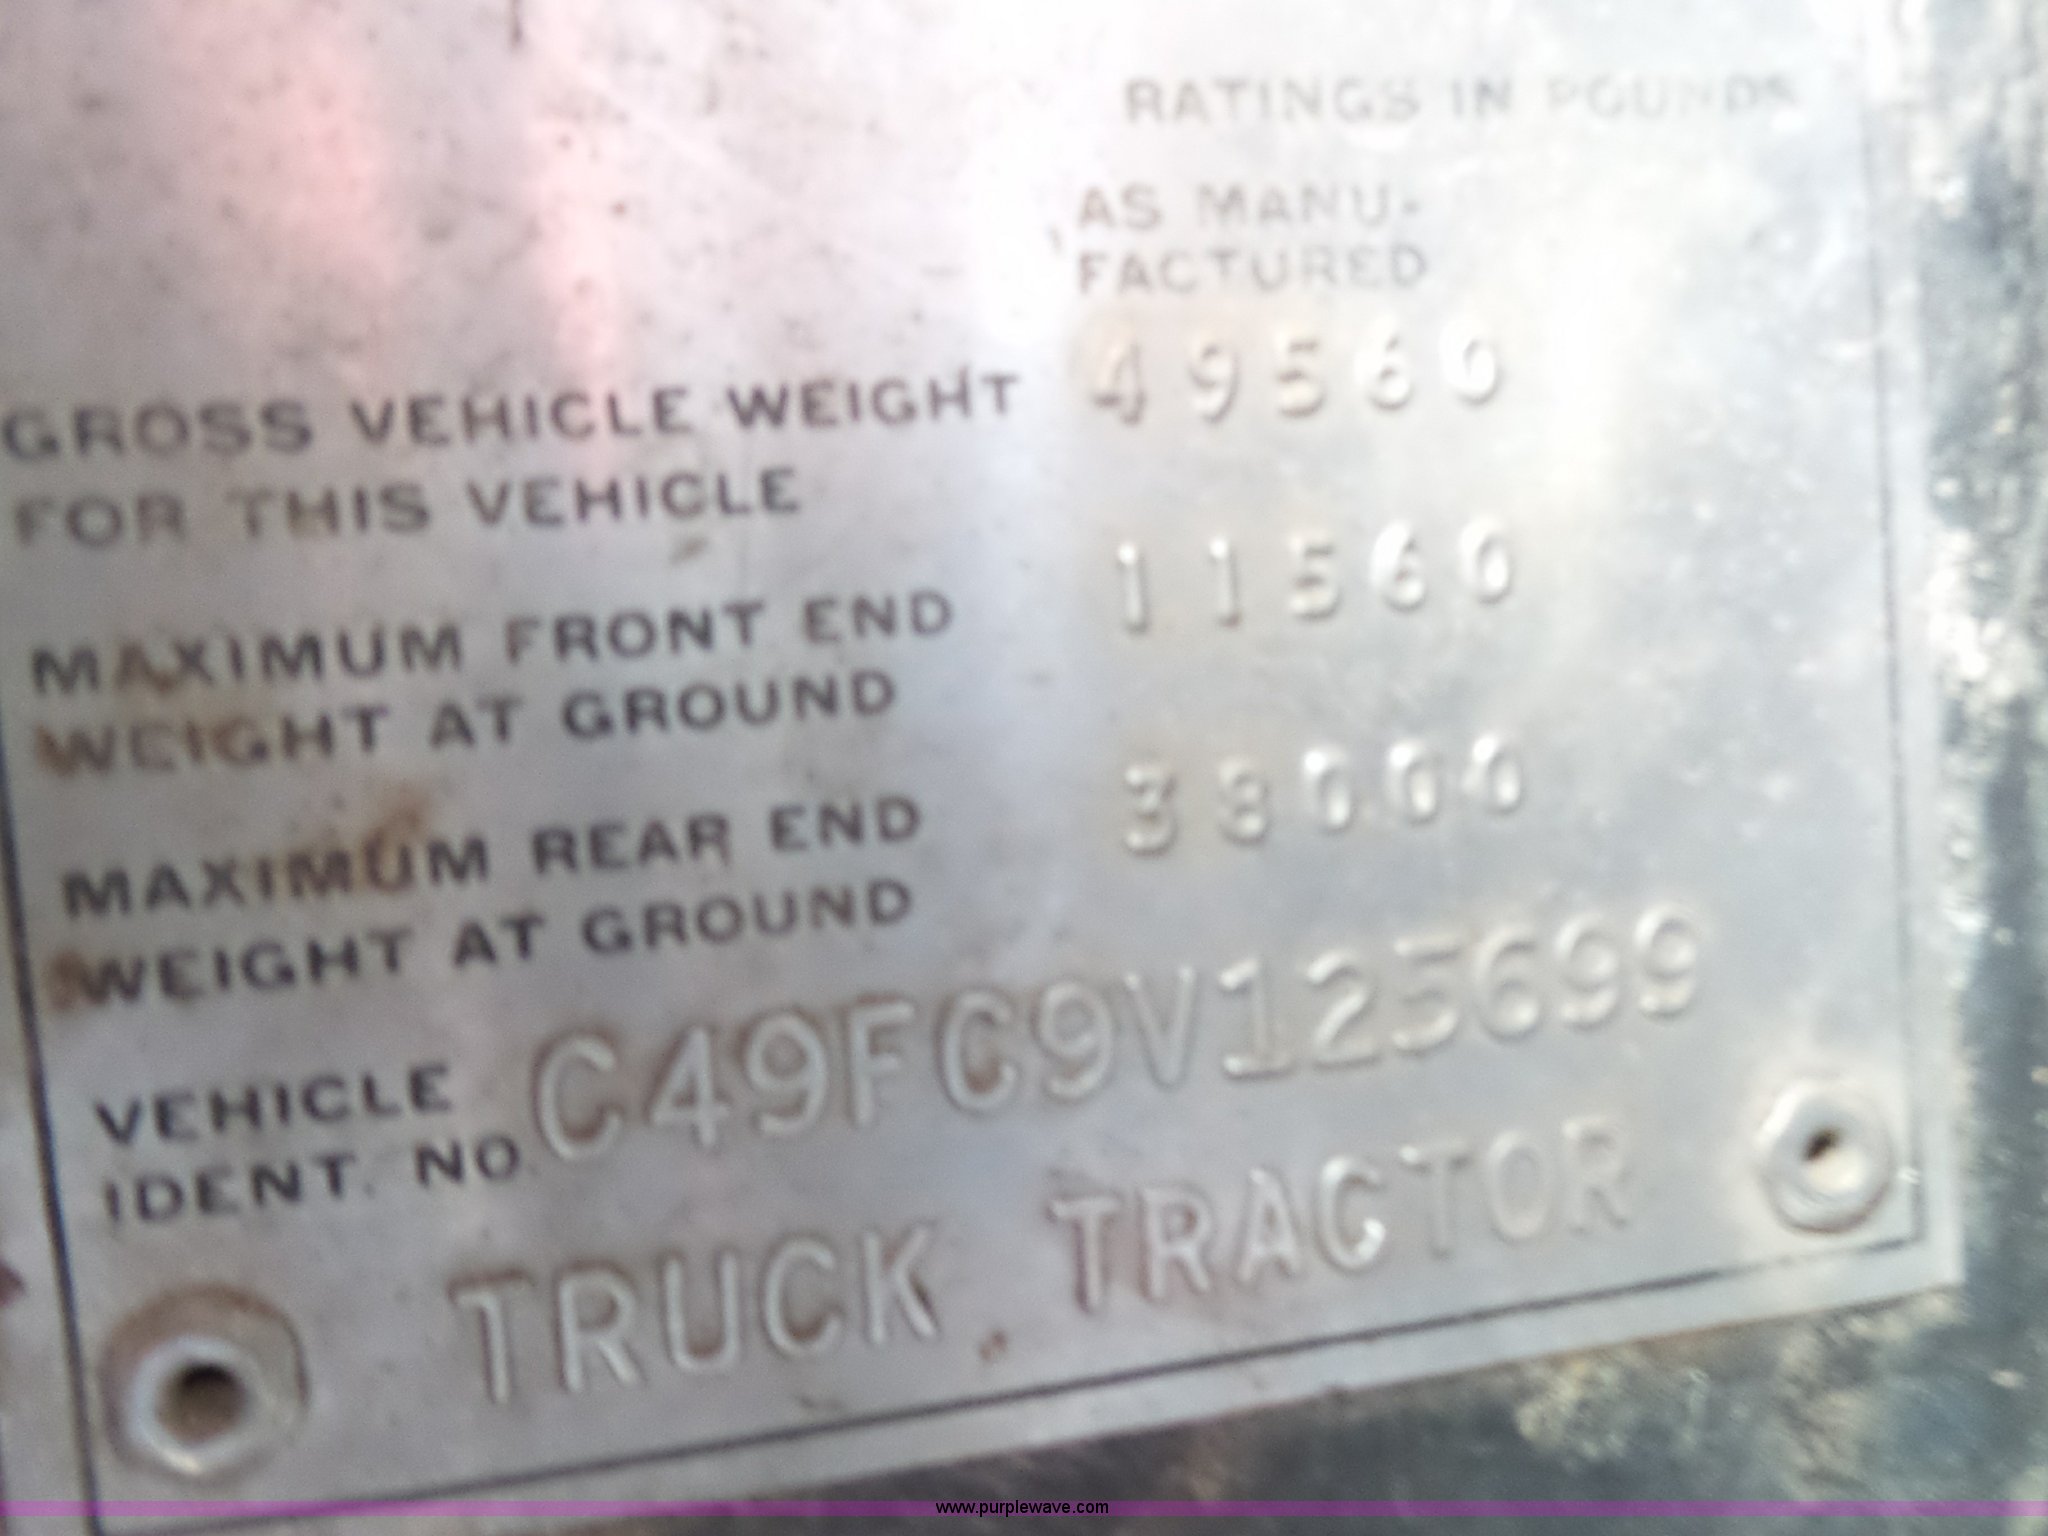 RATINGS IN POUNDS
AS MANU-
FACTURED
GROSS VEHICLE WEIGHT 49560
FOR THIS VEHICLE
MAXIMUM FRONT END 11560
WEIGHT AT GROUND
MAXIMUM REAR END 38000
WEIGHT AT GROUND
VEHICLE
IDENT. NO. C49FC9V125699
TRUCK TRACTOR
www.purplewave.com